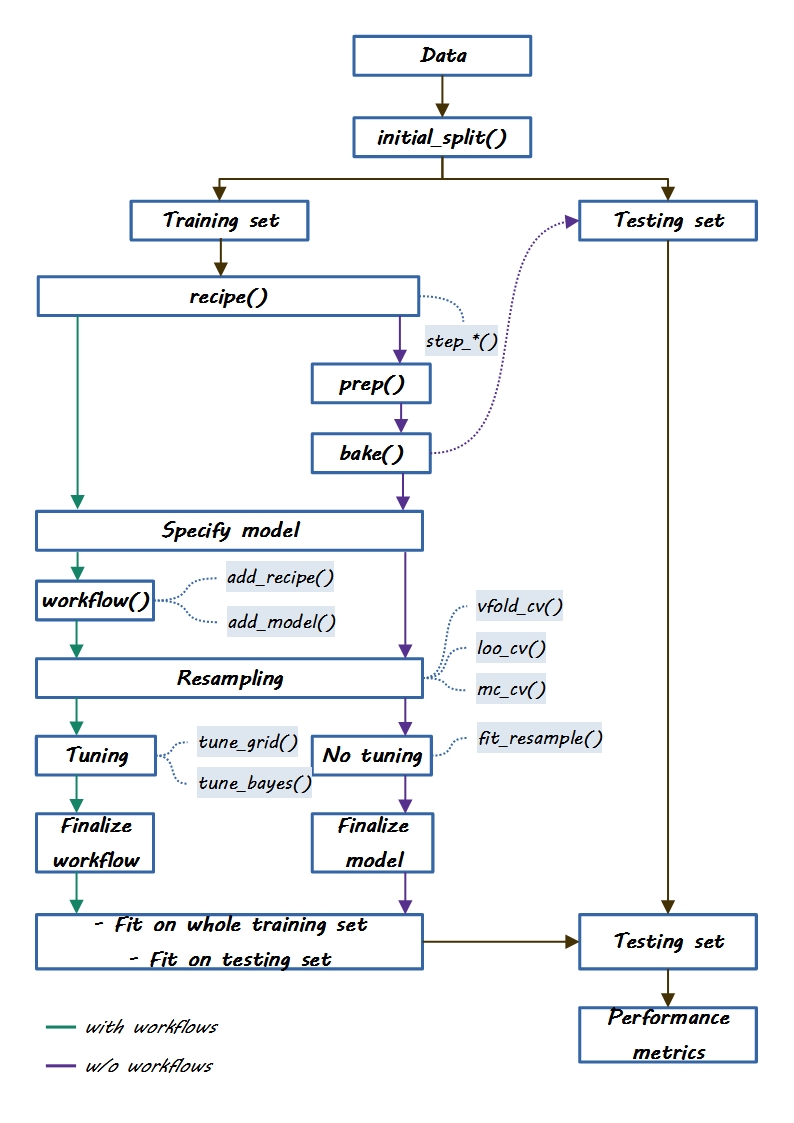 Data
initial_split()
Training set
Testing set
recipe()
step_*()
prep()
bake()
Specify model
workflow()
add_recipe()
add_model()
vfold_cv()
loo_cv()
mc_cv()
Resampling
Tuning
tune_grid()
tune_bayes()
No tuning
fit_resample()
Finalize
workflow
Finalize
model
- Fit on whole training set
- Fit on testing set
Testing set
Performance
metrics
with workflows
w/o workflows